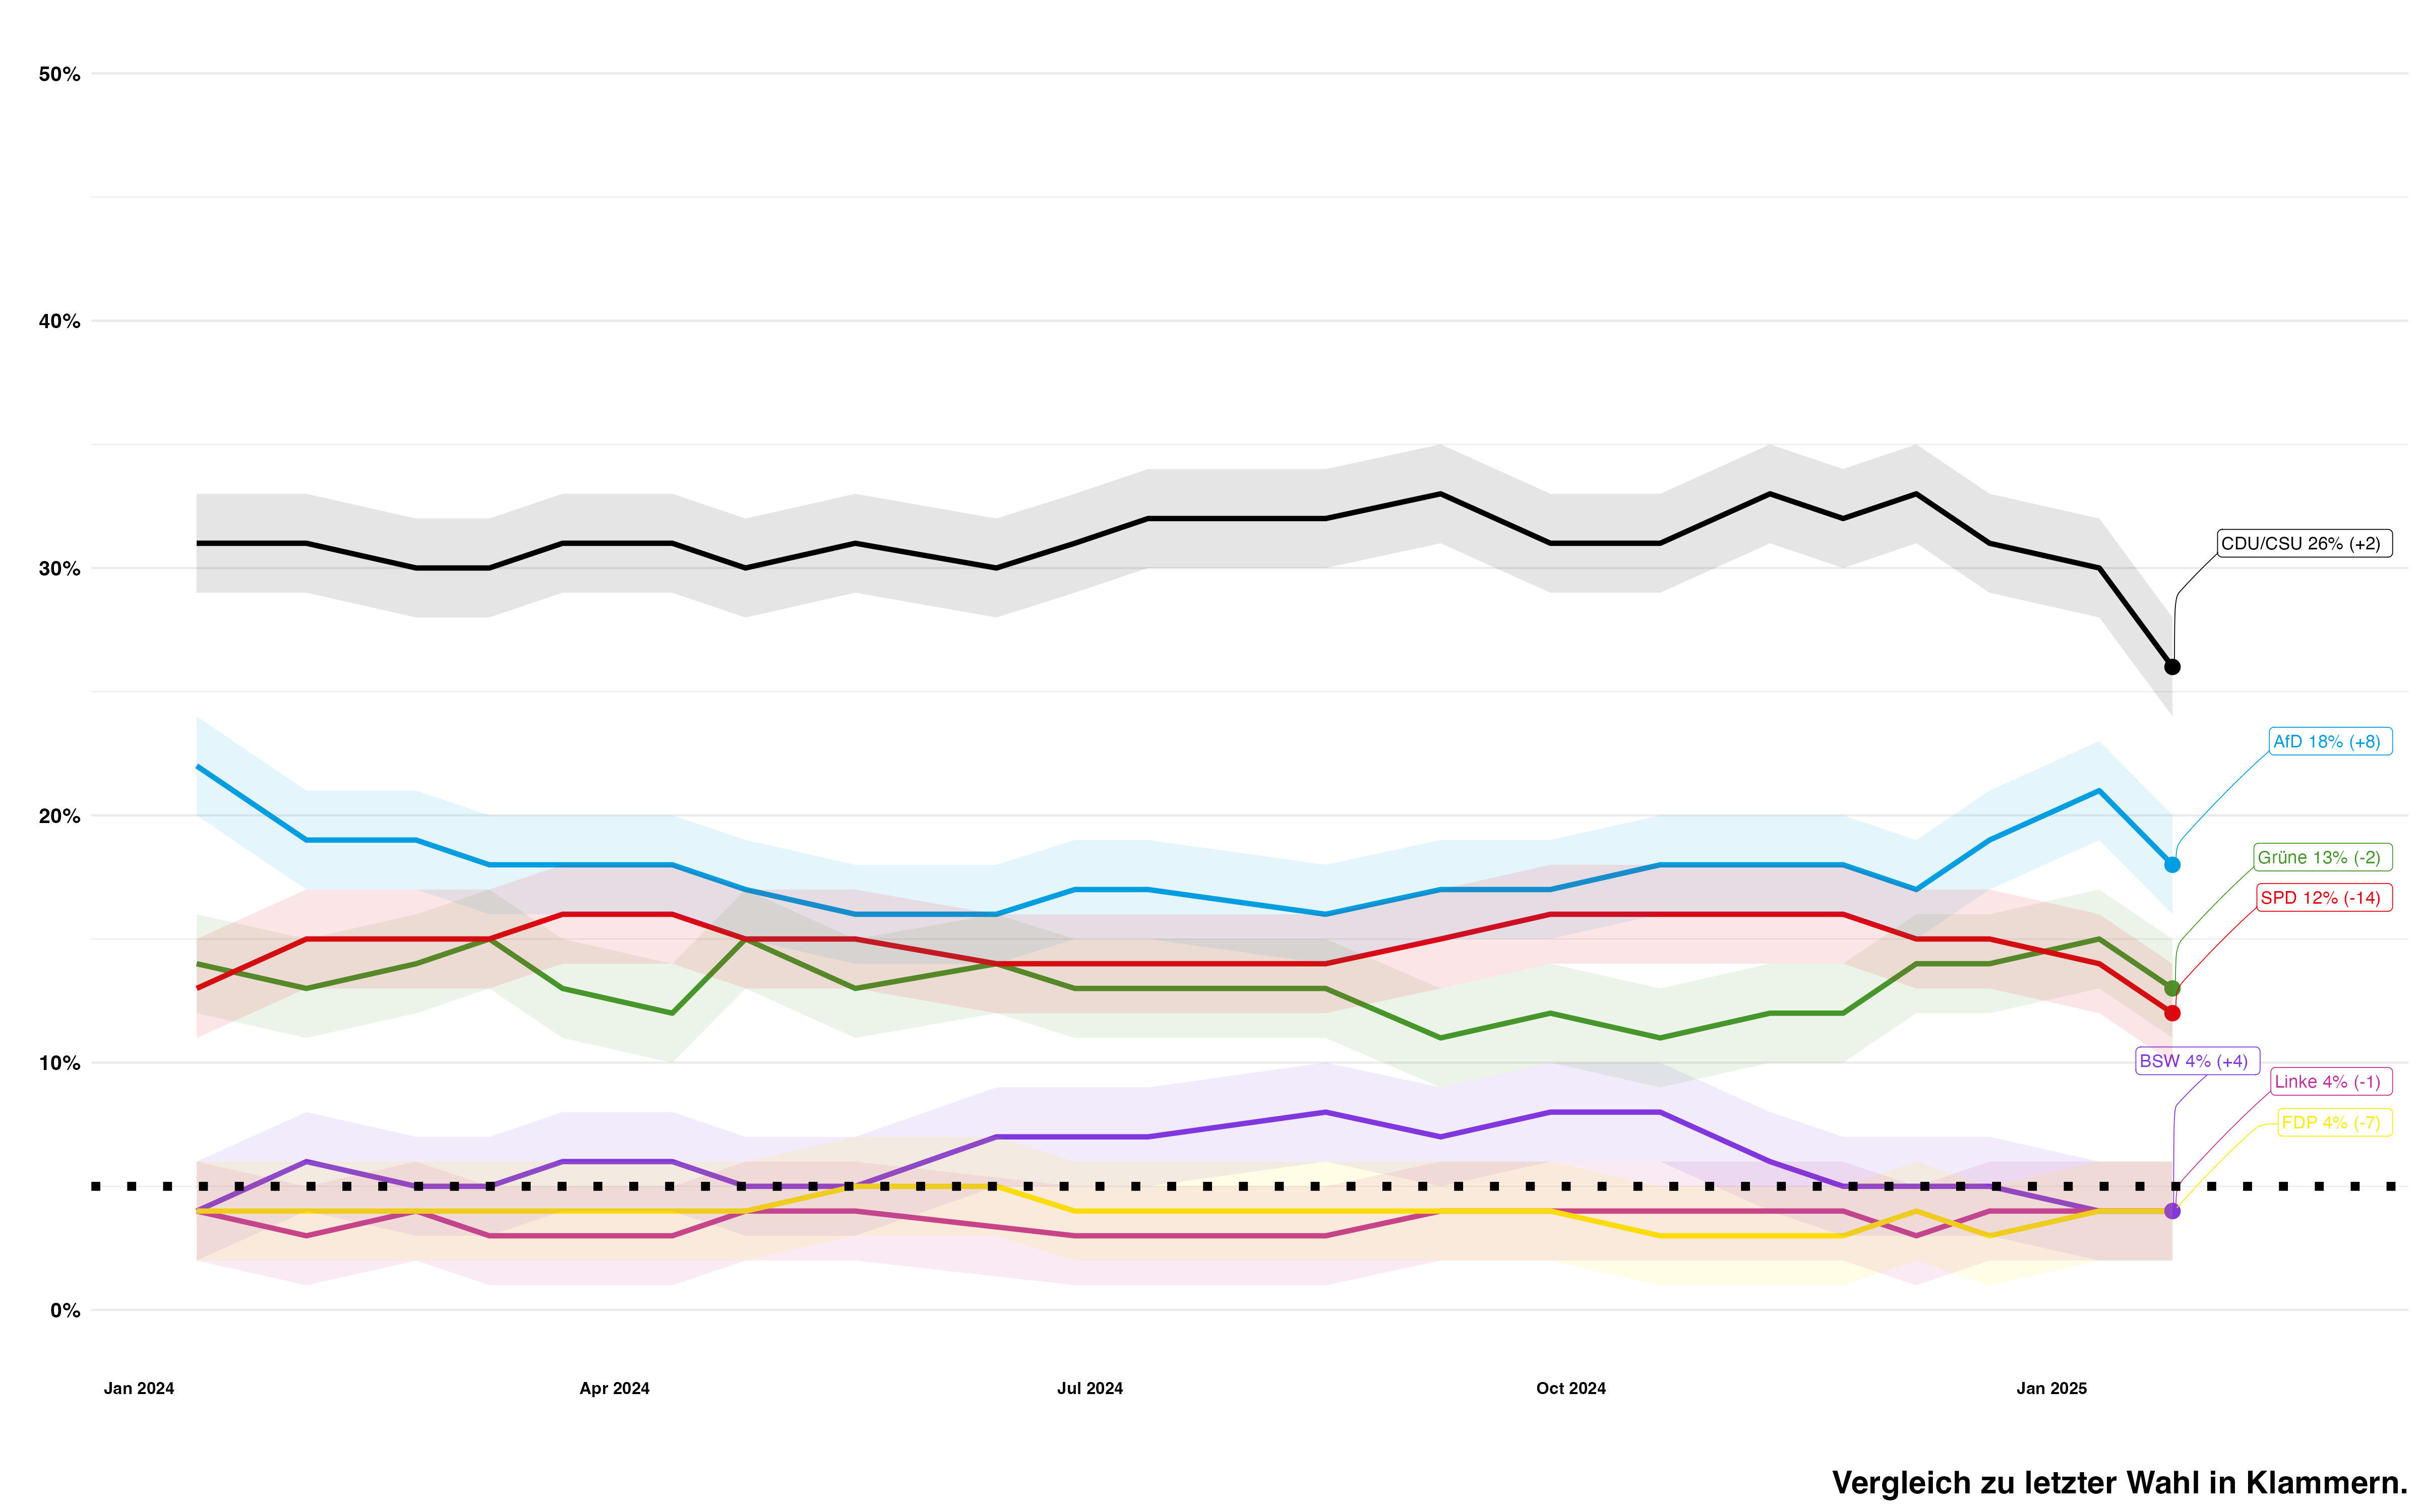 50%
40%
30%
20%
10%
0%
CDU/CSU 26% (+2)
AfD 18% (+8)
Grüne 13% (-2)
SPD 12% (-14)
BSW 4% (+4)
Linke 4% (-1)
FDP 4% (-7)
Jan 2024
Apr 2024
Jul 2024
Oct 2024
Jan 2025
Vergleich zu letzter Wahl in Klammern.